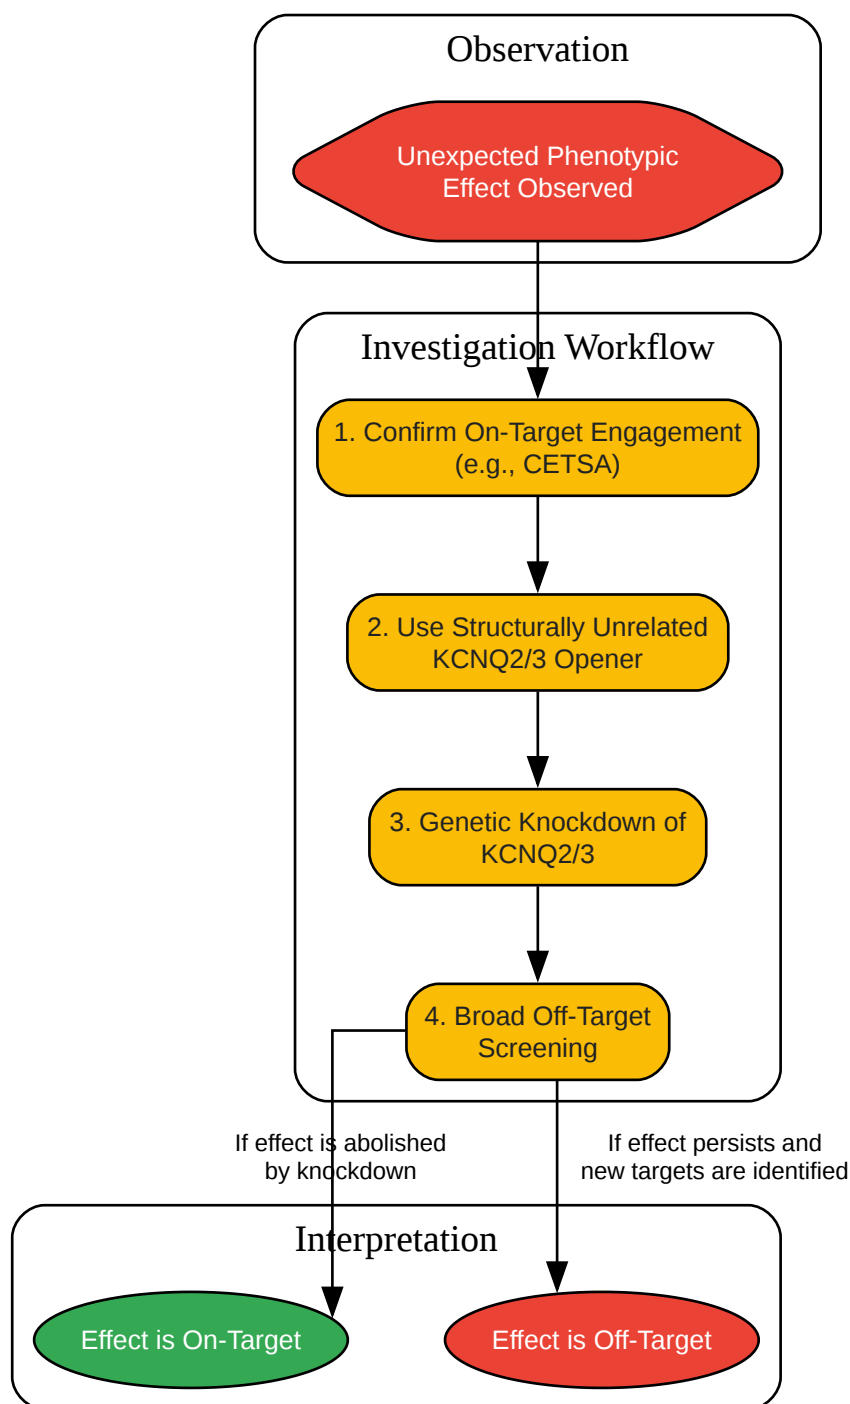 Observation
Unexpected Phenotypic
Effect Observed
Investigation Workflow
1. Confirm On-Target Engagement
(e.g., CETSA)
2. Use Structurally Unrelated
KCNQ2/3 Opener
3. Genetic Knockdown of
KCNQ2/3
4. Broad Off-Target
Screening
If effect is abolished
by knockdown
If effect persists and
new targets are identified
Interpretation
Effect is On-Target
Effect is Off-Target